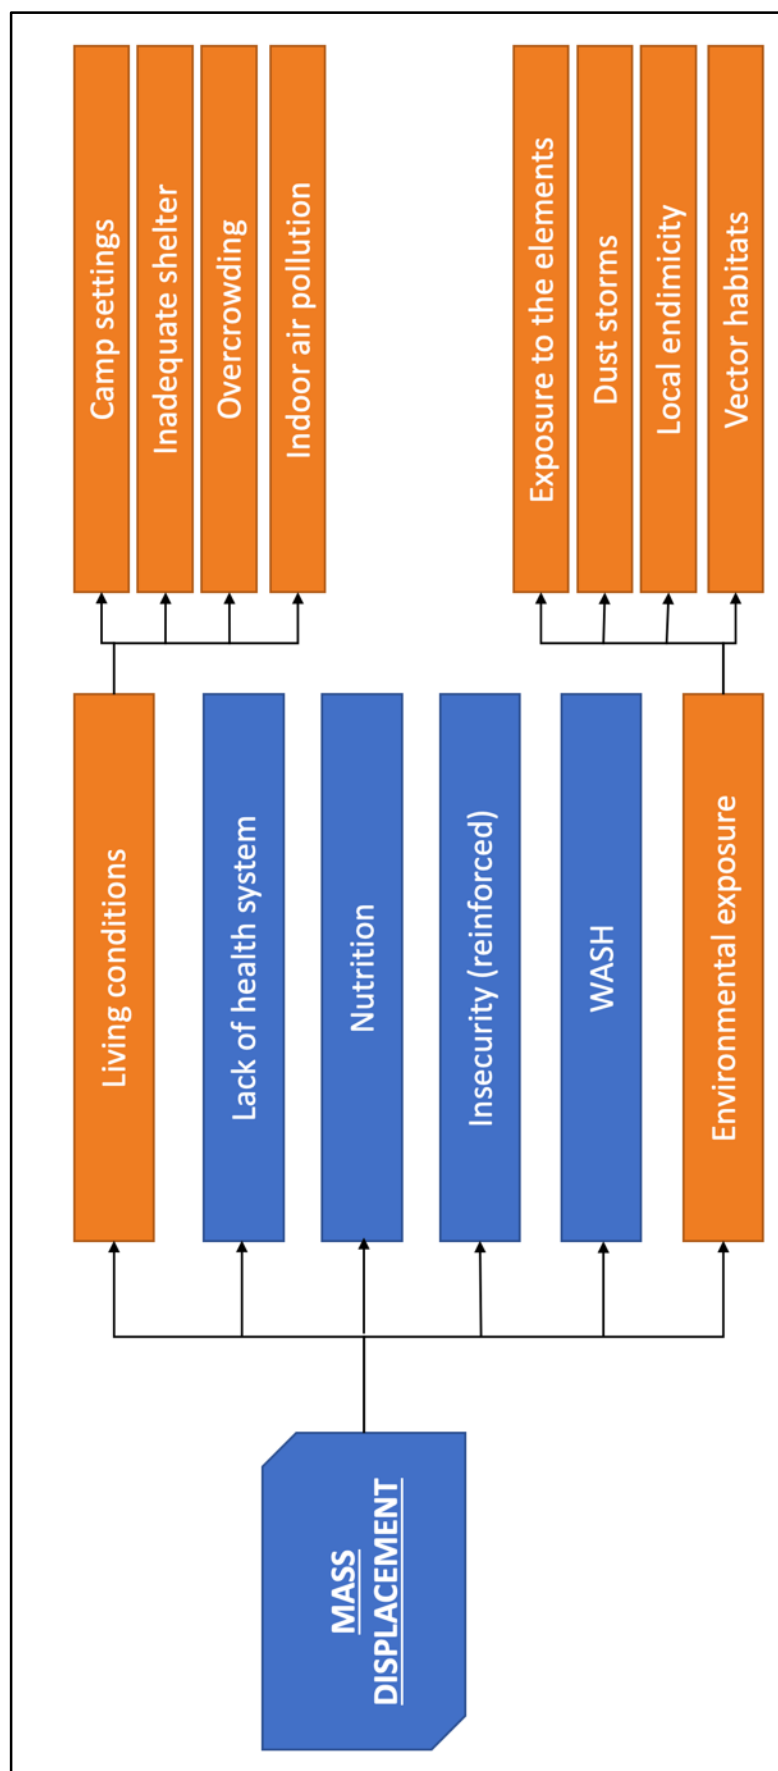 MASS
DISPLACEMENT
Living conditions
Lack of health system
Nutrition
Insecurity (reinforced)
WASH
Environmental exposure
Camp settings
Inadequate shelter
Overcrowding
Indoor air pollution
Exposure to the elements
Dust storms
Local endimicity
Vector habitats